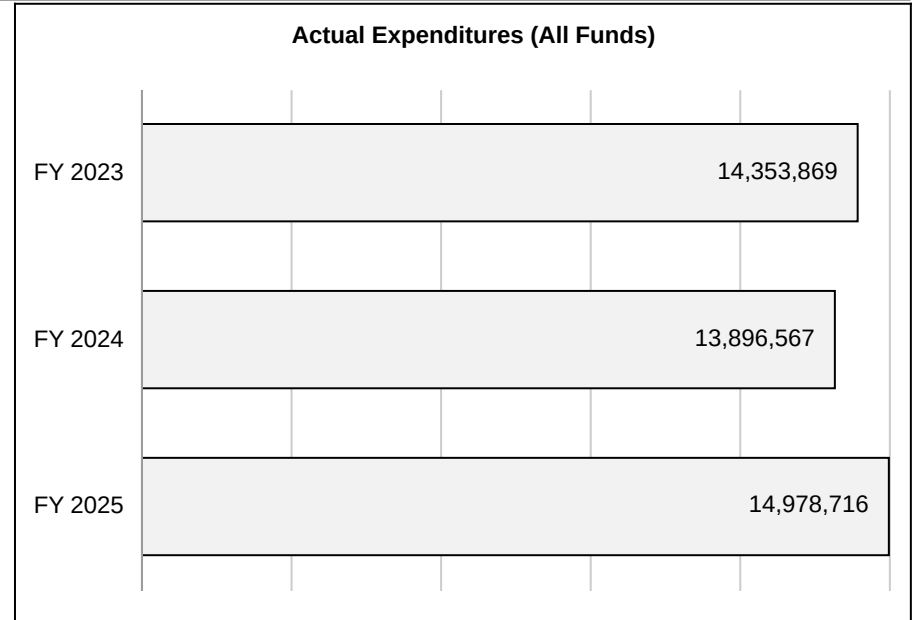 Actual Expenditures (All Funds)
FY 2023 14,353,869
FY 2024 13,896,567
FY 2025 14,978,716